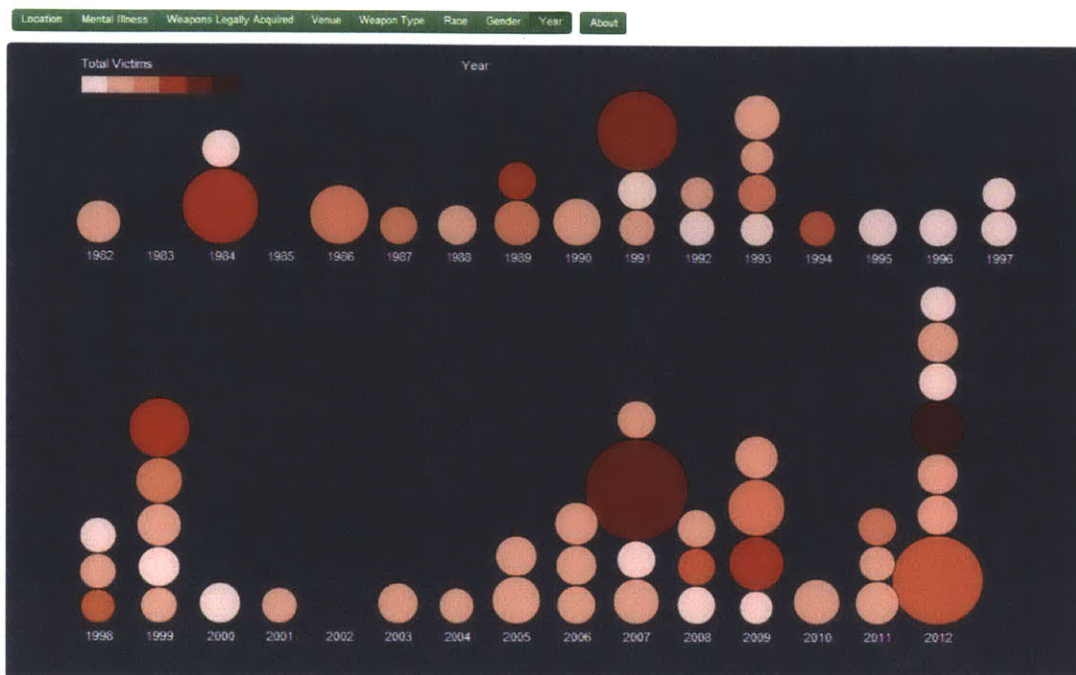 Location Mental Illness Weapons Legally Acquired Venue Weapon Type Race Gender Year About
Total Victims
Year
1982 1983 1984 1985 1986 1987 1988 1989 1990 1991 1992 1993 1994 1995 1996 1997
1998 1999 2000 2001 2002 2003 2004 2005 2006 2007 2008 2009 2010 2011 2012